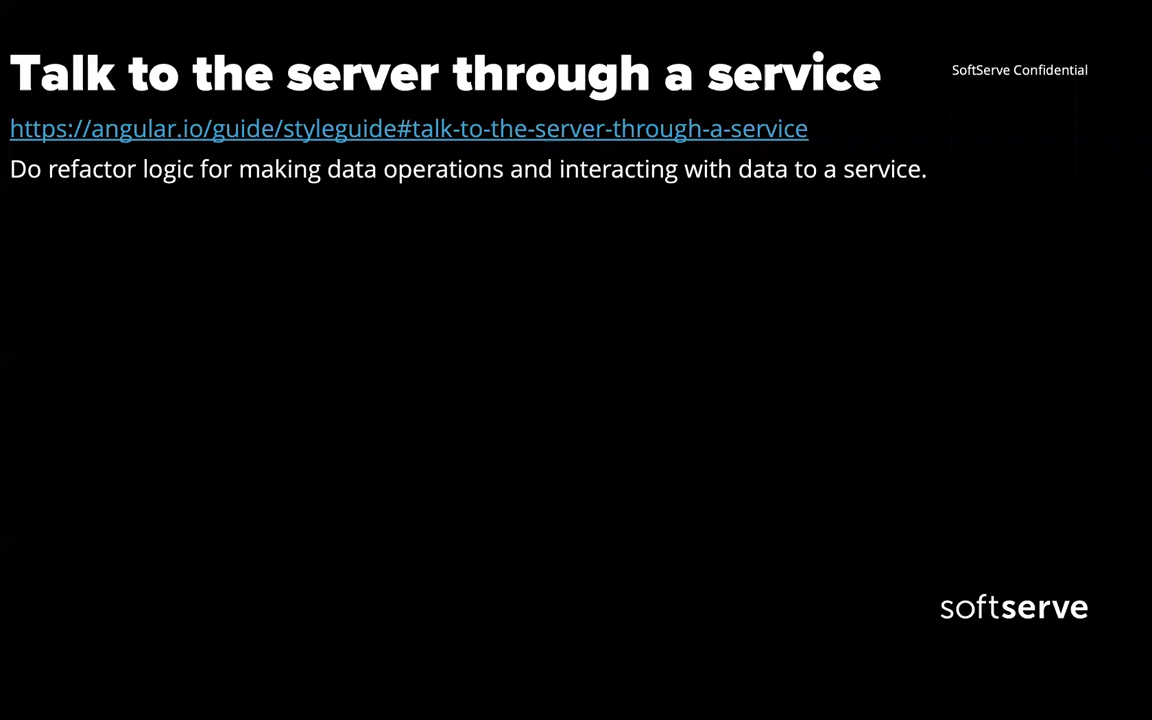 Talk to the server through a service
SoftServe Confidential
https://angular.io/guide/styleguide#talk-to-the-server-through-a-service
Do refactor logic for making data operations and interacting with data to a service.
softserve